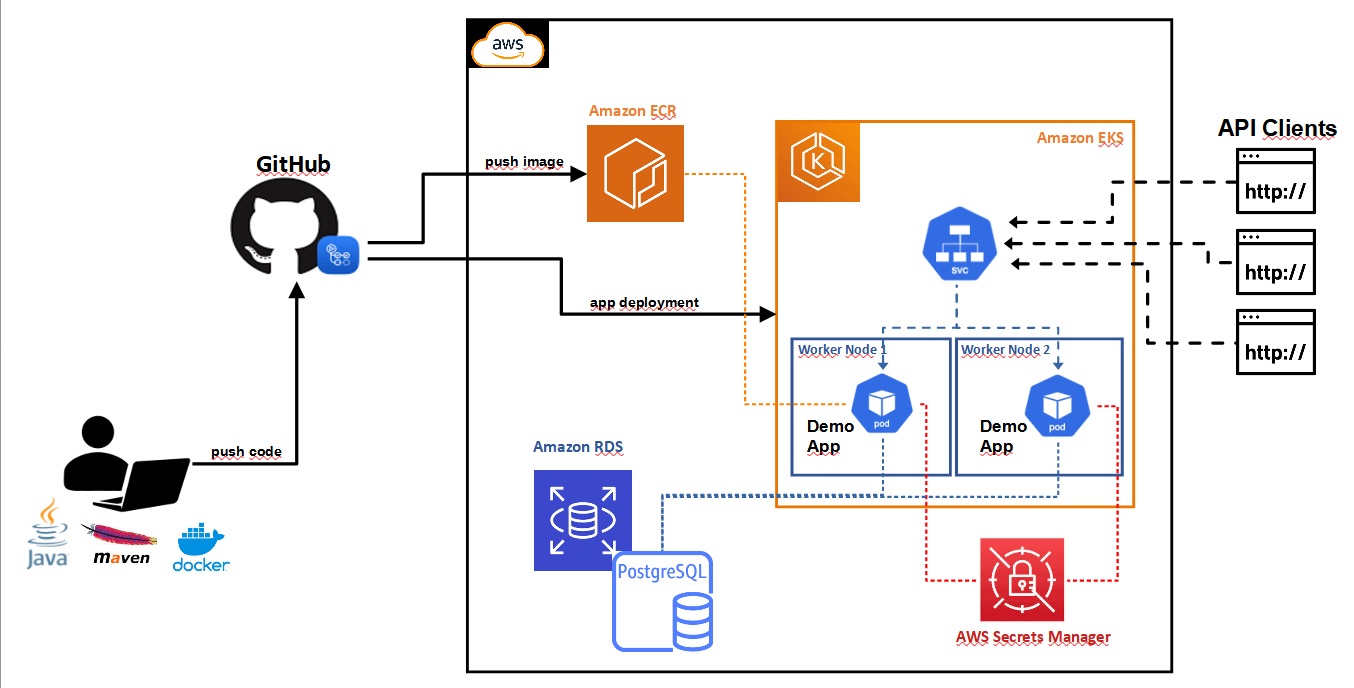 aws
Amazon ECR
push image
GitHub
Amazon EKS
K
API Clients
http://
http://
http://
svc
app deployment
Worker Node 1
Worker Node 2
pod
pod
Demo
App
Demo
App
push code
Amazon RDS
PostgreSQL
Java
maven
docker
AWS Secrets Manager